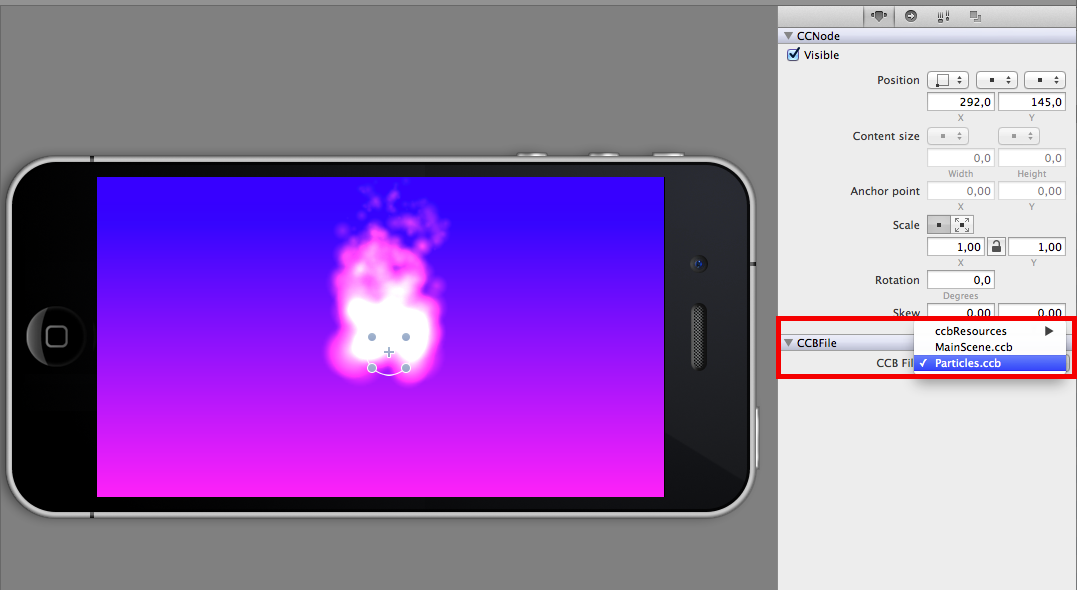 CCNode
Visible
Position
292,0 145,0
X Y
Content size
0,0 0,0
Width Height
Anchor point
0,00 0,00
X Y
Scale
1,00 1,00
X Y
Rotation
0,0
Degrees
Skew 0,00 0,00
ccbResources
CCBFile
MainScene.ccb
CCB Fil
Particles.ccb